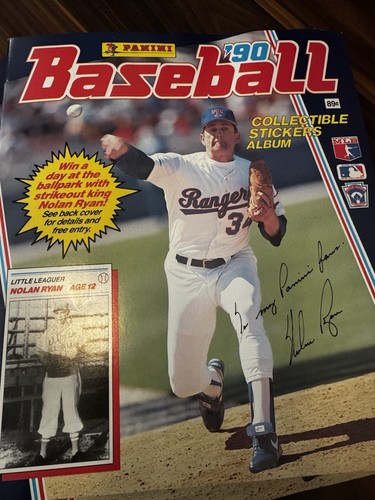 PANINI
'90
Baseball
89¢
COLLECTIBLE
STICKERS
ALBUM
Win a
day at the
ballpark with
strikeout king
Nolan Ryan!
See back cover
for details and
free entry.
Rangers
34
LITTLE LEAGUER
NOLAN RYAN AGE 12
To my Panini fans.
Nolan Ryan